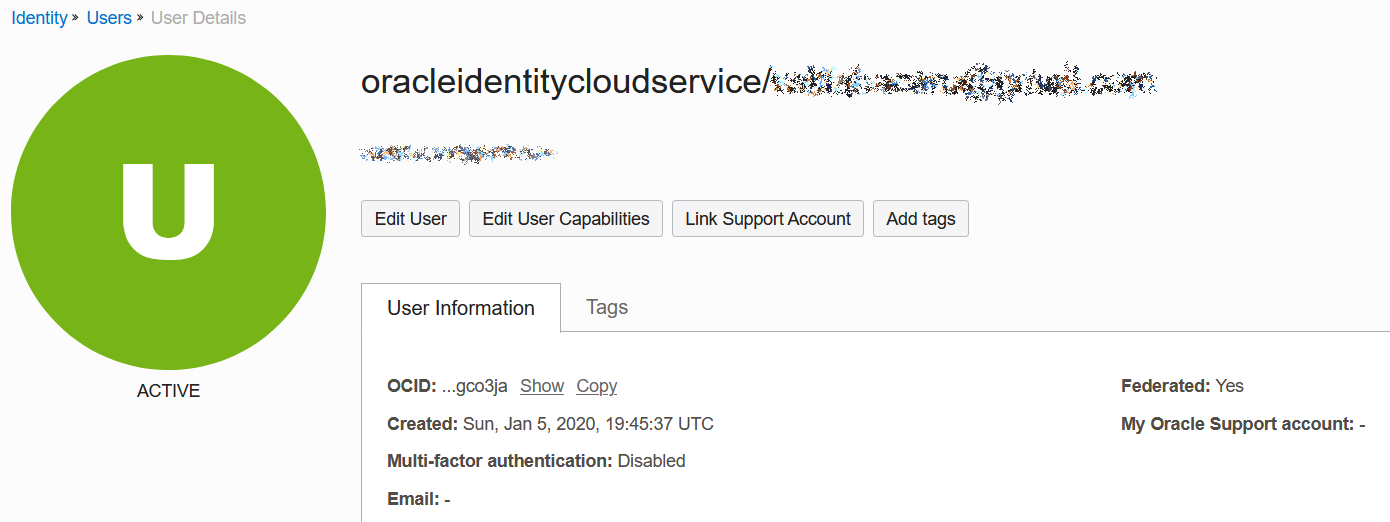 Identity » Users » User Details
oracleidentitycloudservice/
Edit User Edit User Capabilities Link Support Account Add tags
U
User Information Tags
ACTIVE
OCID: ...gco3ja Show Copy Federated: Yes
Created: Sun, Jan 5, 2020, 19:45:37 UTC My Oracle Support account: -
Multi-factor authentication: Disabled
Email: -